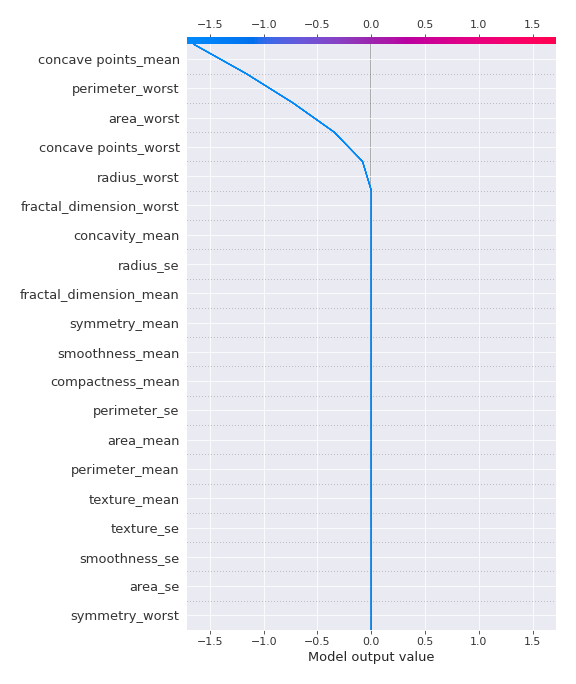 −1.5 −1.0 −0.5 0.0 0.5 1.0 1.5
concave points_mean
perimeter_worst
area_worst
concave points_worst
radius_worst
fractal_dimension_worst
concavity_mean
radius_se
fractal_dimension_mean
symmetry_mean
smoothness_mean
compactness_mean
perimeter_se
area_mean
perimeter_mean
texture_mean
texture_se
smoothness_se
area_se
symmetry_worst
−1.5 −1.0 −0.5 0.0 0.5 1.0 1.5
Model output value